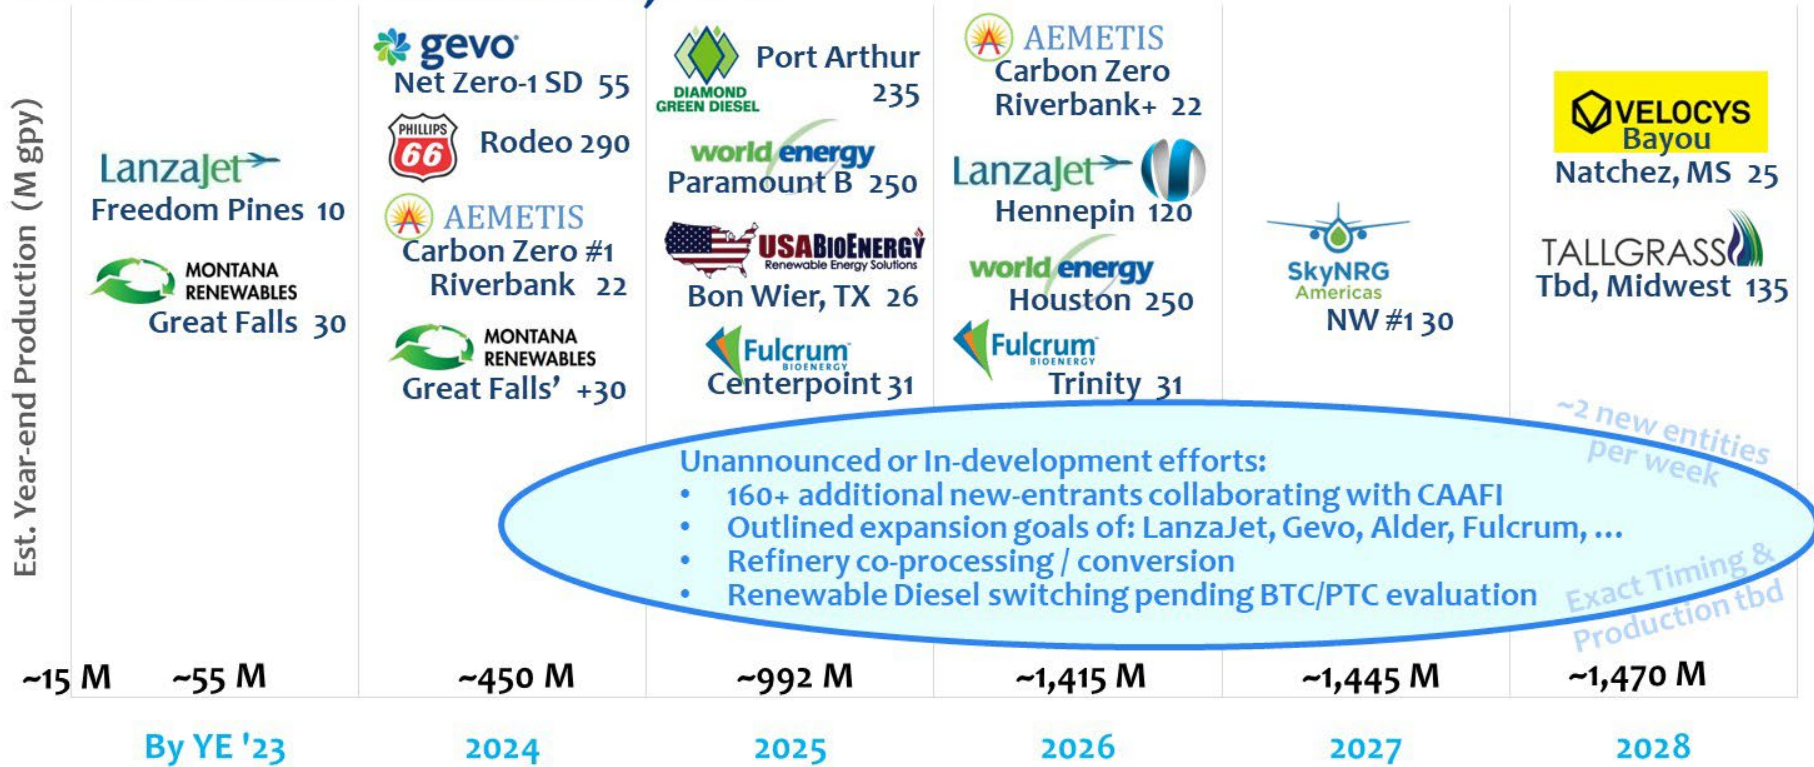 Est. Year-end Production (M gpy)
LanzaJet
Freedom Pines 10
MONTANA
RENEWABLES
Great Falls 30
gevo
Net Zero-1 SD 55
PHILLIPS
66
Rodeo 290
AEMETIS
Carbon Zero #1
Riverbank 22
MONTANA
RENEWABLES
Great Falls’ +30
DIAMOND
GREEN DIESEL
Port Arthur
235
world energy
Paramount B 250
USABIOENERGY
Renewable Energy Solutions
Bon Wier, TX 26
Fulcrum
BIOENERGY
Centerpoint 31
AEMETIS
Carbon Zero
Riverbank+ 22
LanzaJet
Hennepin 120
world energy
Houston 250
Fulcrum
BIOENERGY
Trinity 31
SkyNRG
Americas
NW #1 30
VELOCYS
Bayou
Natchez, MS 25
TALLGRASS
Tbd, Midwest 135
~2 new entities
per week
Unannounced or In-development efforts:
• 160+ additional new-entrants collaborating with CAAFI
• Outlined expansion goals of: LanzaJet, Gevo, Alder, Fulcrum, ...
• Refinery co-processing / conversion
• Renewable Diesel switching pending BTC/PTC evaluation
Exact Timing &
Production tbd
~15 M ~55 M ~450 M ~992 M ~1,415 M ~1,445 M ~1,470 M
By YE '23 2024 2025 2026 2027 2028